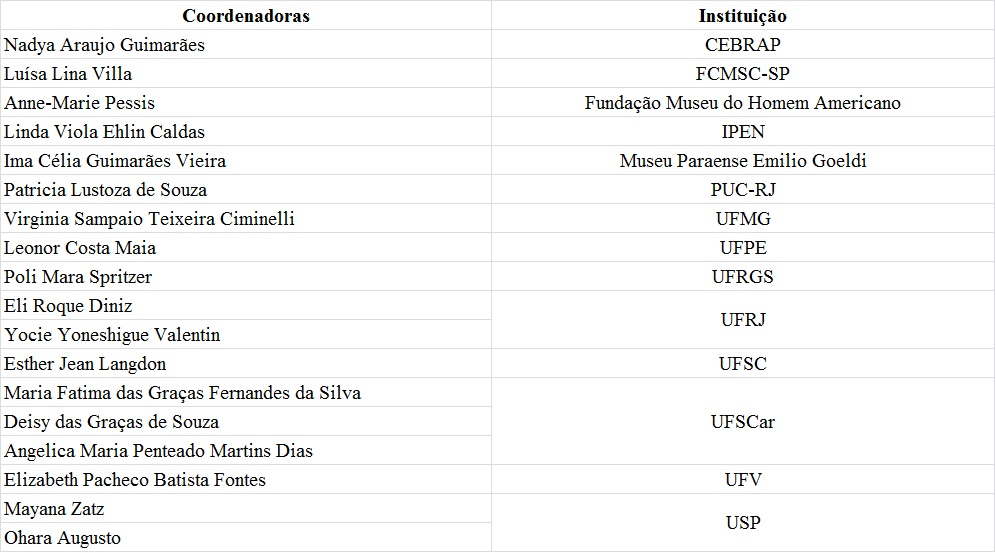 Coordenadoras Instituição
Nadya Araujo Guimarães CEBRAP
Luísa Lina Villa FCMSC-SP
Anne-Marie Pessis Fundação Museu do Homem Americano
Linda Viola Ehlin Caldas IPEN
Ima Célia Guimarães Vieira Museu Paraense Emilio Goeldi
Patricia Lustoza de Souza PUC-RJ
Virginia Sampaio Teixeira Ciminelli UFMG
Leonor Costa Maia UFPE
Poli Mara Spritzer UFRGS
Eli Roque Diniz
UFRJ
Yocie Yoneshigue Valentin
Esther Jean Langdon UFSC
Maria Fatima das Graças Fernandes da Silva
Deisy das Graças de Souza UFSCar
Angelica Maria Penteado Martins Dias
Elizabeth Pacheco Batista Fontes UFV
Mayana Zatz
USP
Ohara Augusto